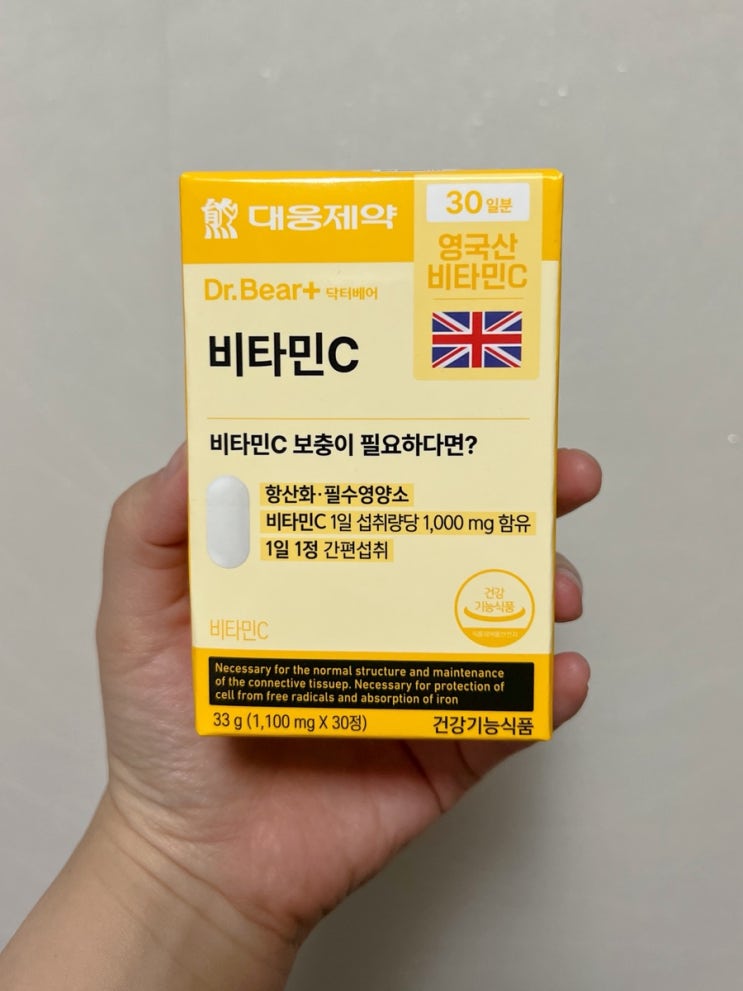 대웅제약
30일분
영국산
비타민C
Dr.Bear+ 닥터베어
비타민C
비타민C 보충이 필요하다면?
항산화·필수영양소
비타민C 1일 섭취량당 1,000 mg 함유
1일 1정 간편섭취
건강
기능식품
비타민C
Necessary for the normal structure and maintenance
of the connective tissuep. Necessary for protection of
cell from free radicals and absorption of iron
33 g (1,100 mg X 30정)
건강기능식품